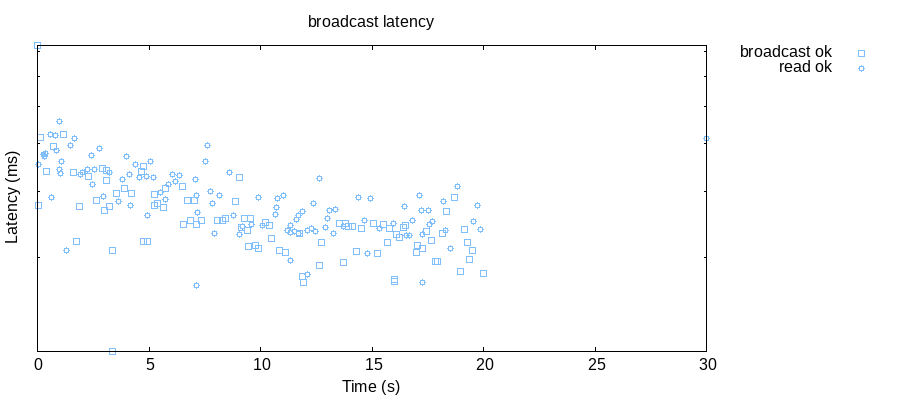 broadcast latency
broadcast ok
read ok
Latency (ms)
0 5 10 15 20 25 30
Time (s)